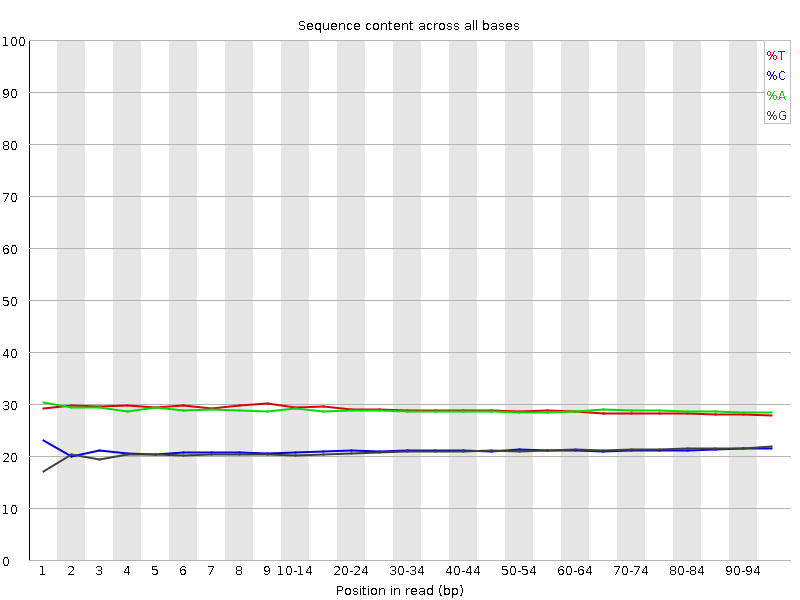 Sequence content across all bases
100
90
80
70
60
50
40
30
20
10
0
%T
%C
%A
%G
1 2 3 4 5 6 7 8 9 10-14 20-24 30-34 40-44 50-54 60-64 70-74 80-84 90-94
Position in read (bp)